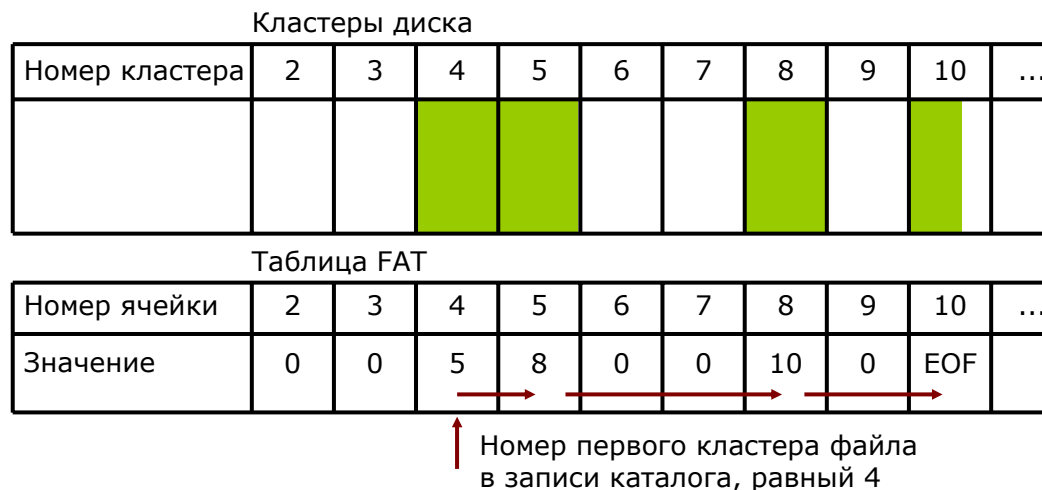 Кластеры диска
Номер кластера 2 3 4 5 6 7 8 9 10 ...
Таблица FAT
Номер ячейки 2 3 4 5 6 7 8 9 10 ...
Значение 0 0 5 8 0 0 10 0 EOF
Номер первого кластера файла
в записи каталога, равный 4